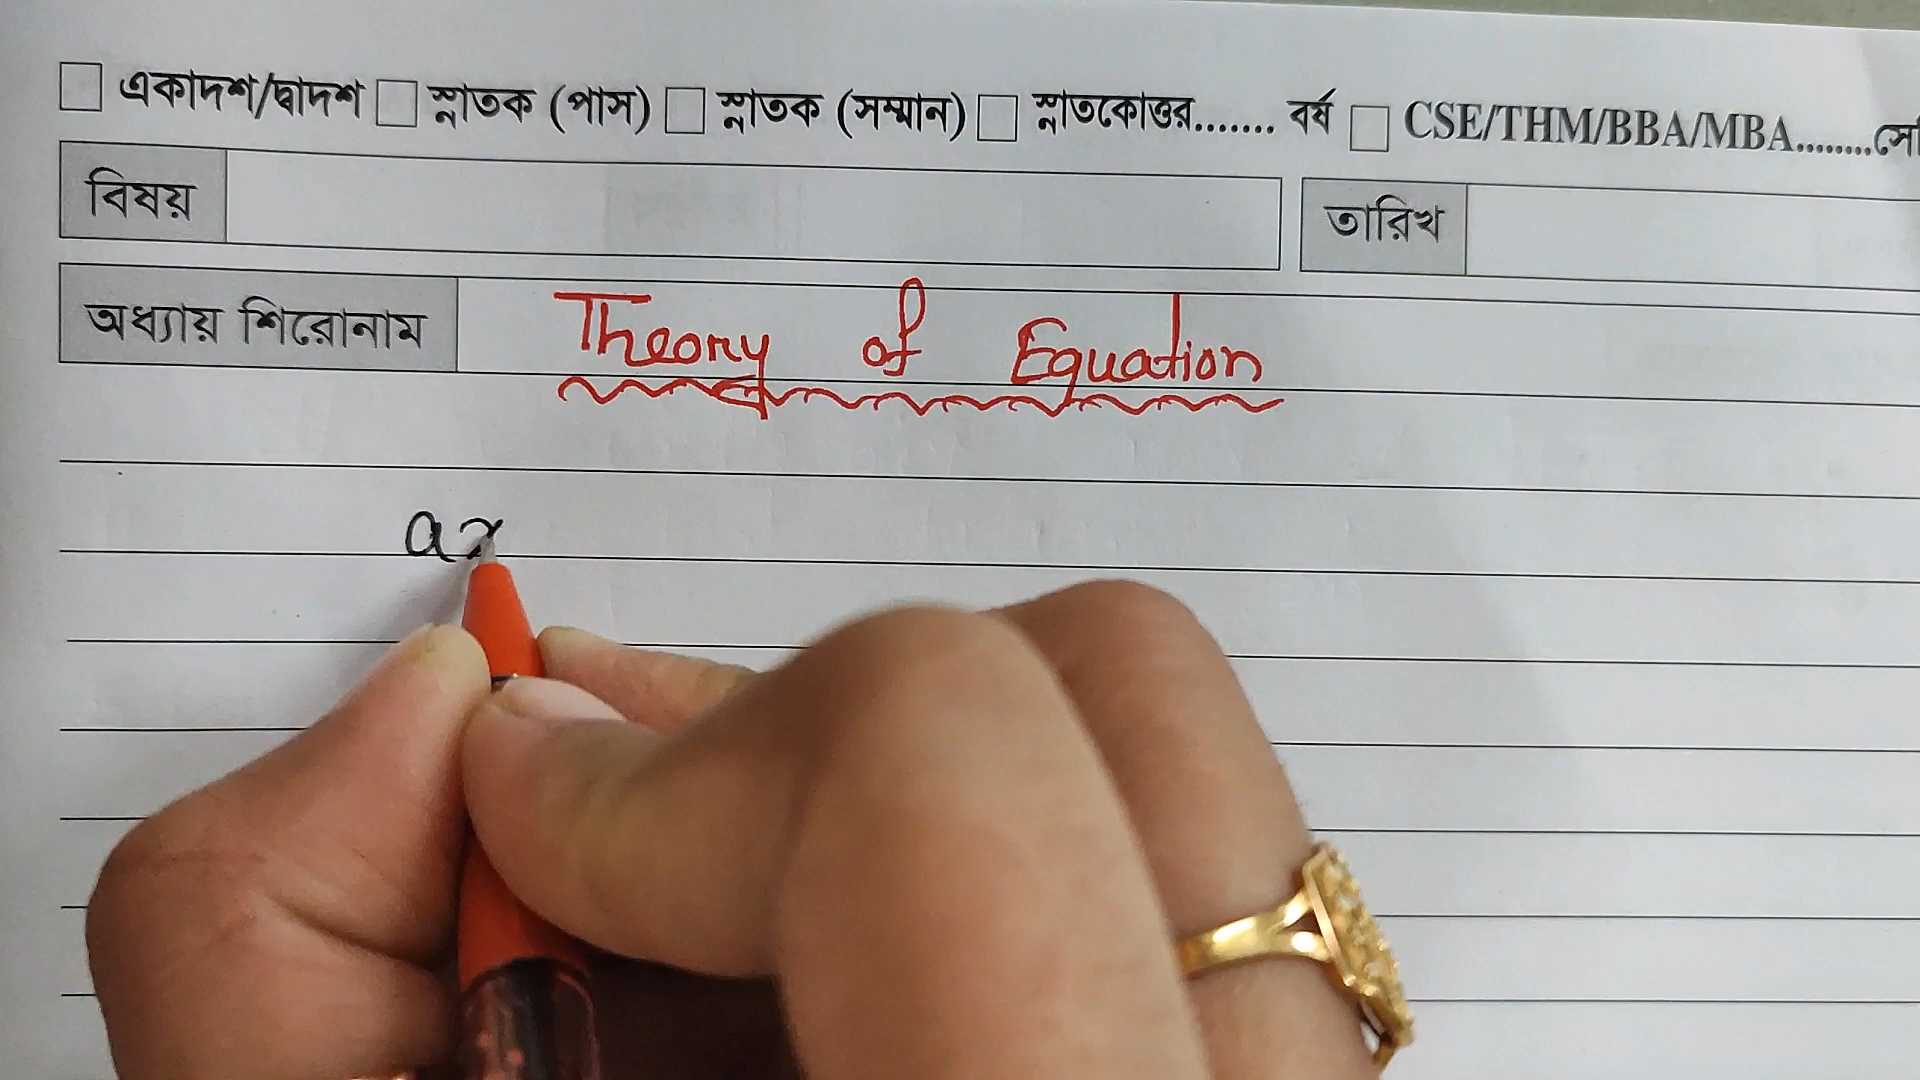 একাদশ/দ্বাদশ স্নাতক (পাস) স্নাতক (সম্মান) স্নাতকোত্তর....... বর্ষ CSE/THM/BBA/MBA........
বিষয় তারিখ
অধ্যায় শিরোনাম Theory of Equation
ax